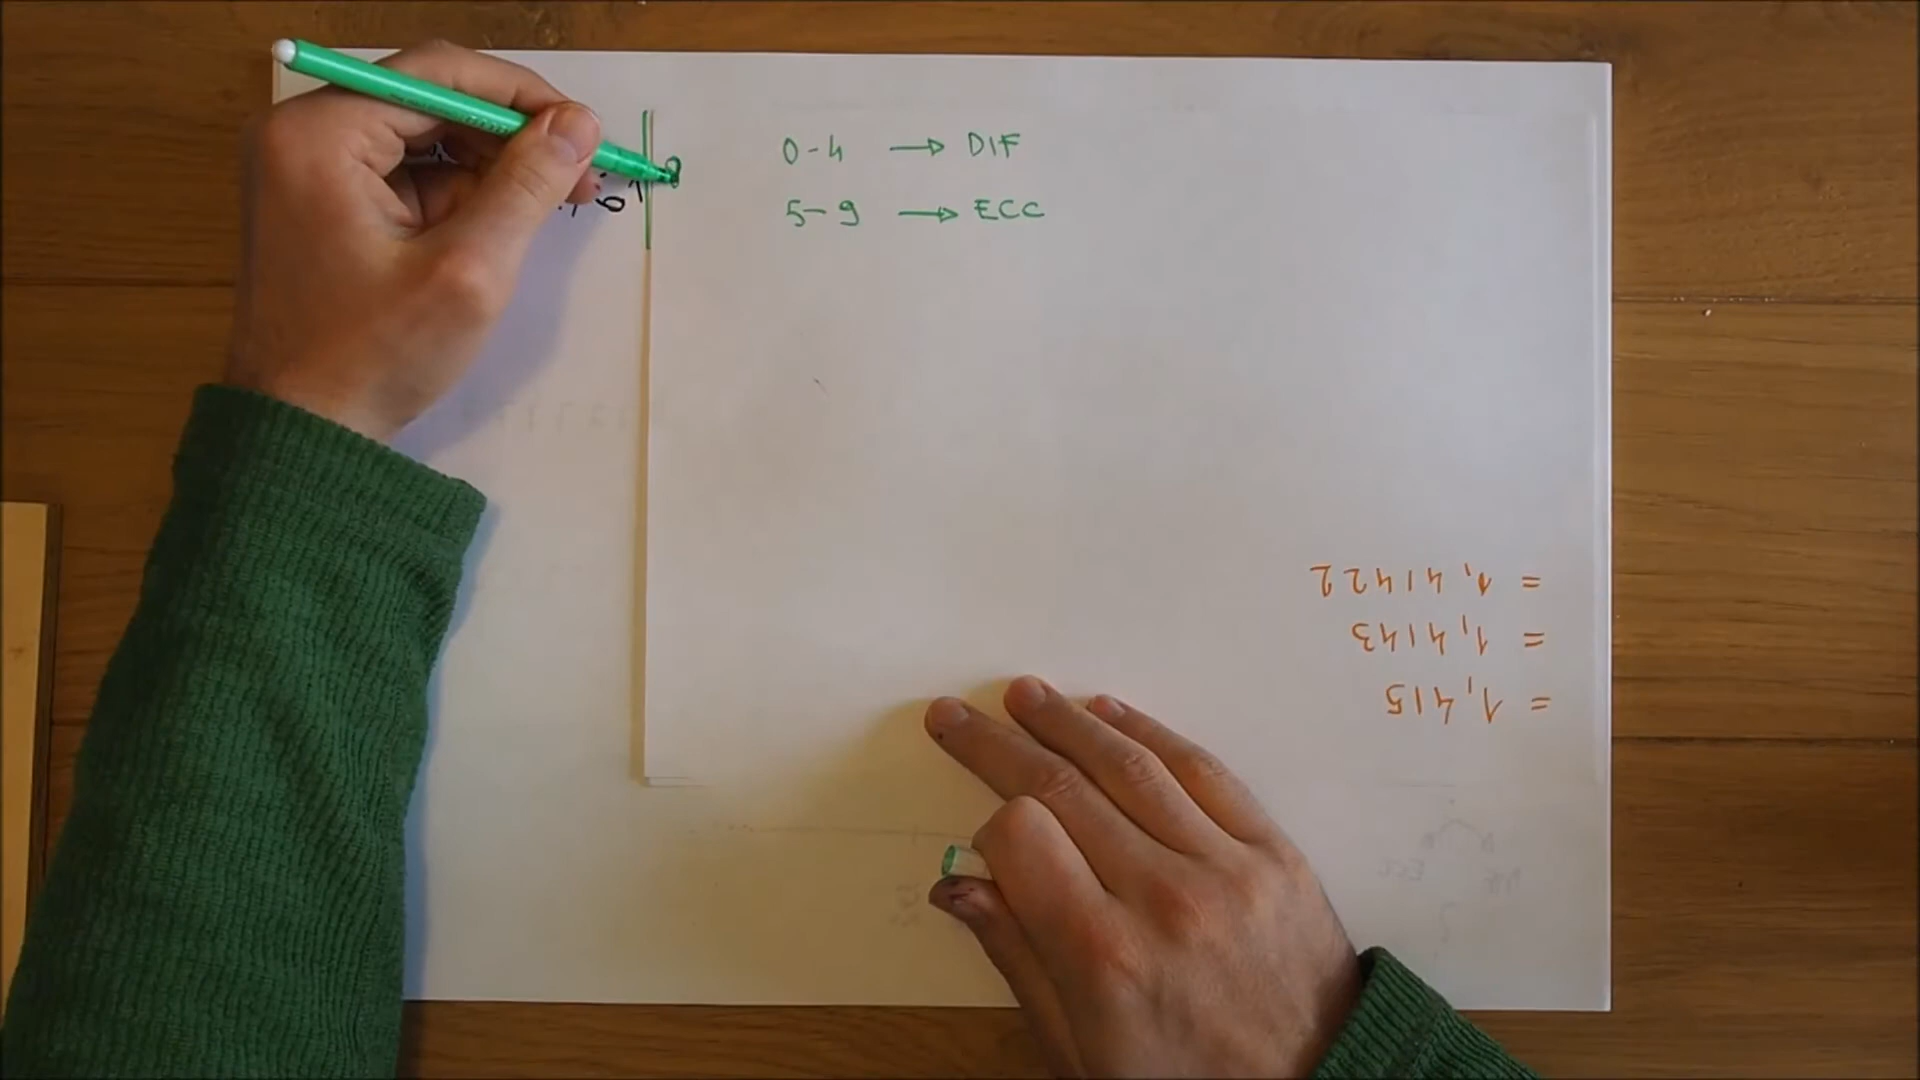 0-4 → DIF
5-9 → ECC
= 1,41422
= 1,4143
= 1,415